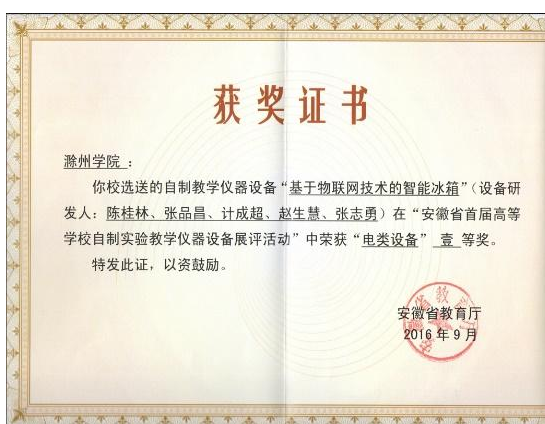 获奖证书
滁州学院：
你校选送的自制教学仪器设备“基于物联网技术的智能冰箱”（设备研
发人：陈桂林、张品昌、计成超、赵生慧、张志勇）在“安徽省首届高等
学校自制实验教学仪器设备展评活动”中荣获“电类设备” 壹 等奖。
特发此证，以资鼓励。
安徽省教育厅
2016 年 9 月